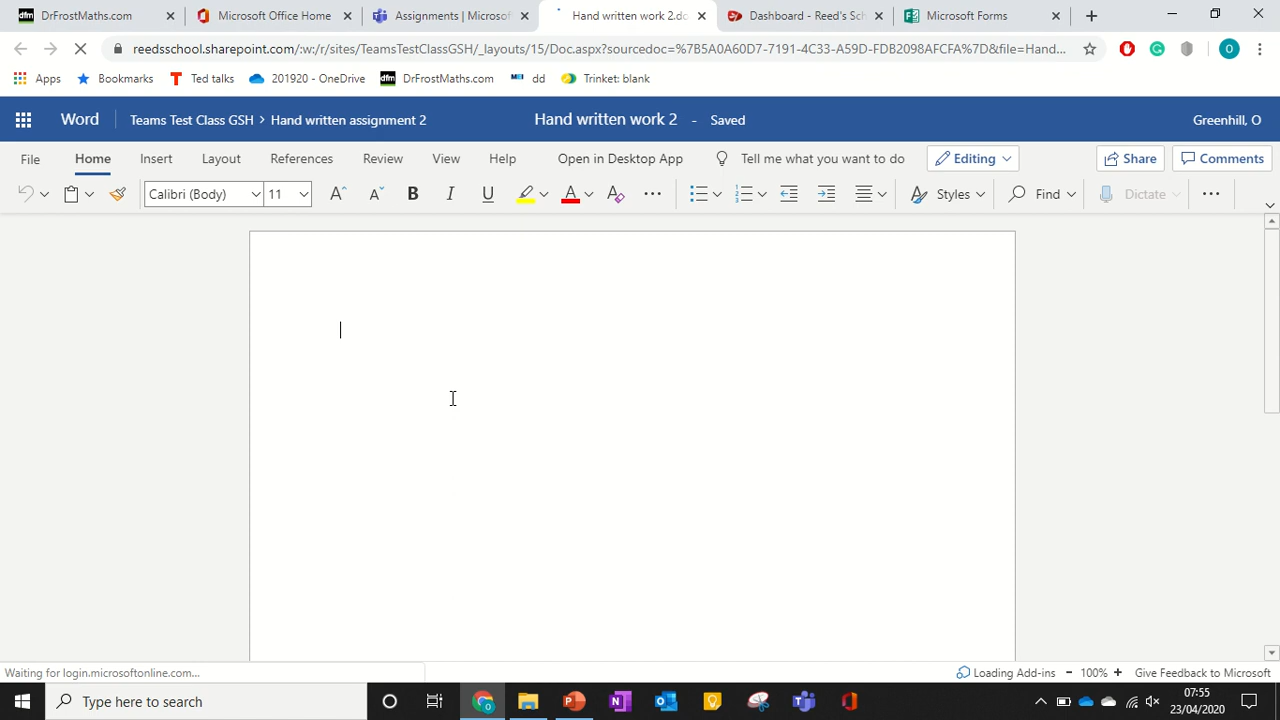 DrFrostMaths.com
Microsoft Office Home
Assignments | Microsof
Hand written work 2.do
Dashboard - Reed's Sch
Microsoft Forms
reedsschool.sharepoint.com/:w:/r/sites/TeamsTestClassGSH/_layouts/15/Doc.aspx?sourcedoc=%7B5A0A60D7-7191-4C33-A59D-FDB2098AFCFA%7D&file=Hand...
O
Apps
Bookmarks
Ted talks
201920 - OneDrive
DrFrostMaths.com
dd
Trinket: blank
Word
Teams Test Class GSH > Hand written assignment 2
Hand written work 2 - Saved
Greenhill, O
File
Home
Insert
Layout
References
Review
View
Help
Open in Desktop App
Tell me what you want to do
Editing
Share
Comments
Calibri (Body)
11
Styles
Find
Dictate
Waiting for login.microsoftonline.com...
Loading Add-ins
- 100% +
Give Feedback to Microsoft
Type here to search
07:55
23/04/2020